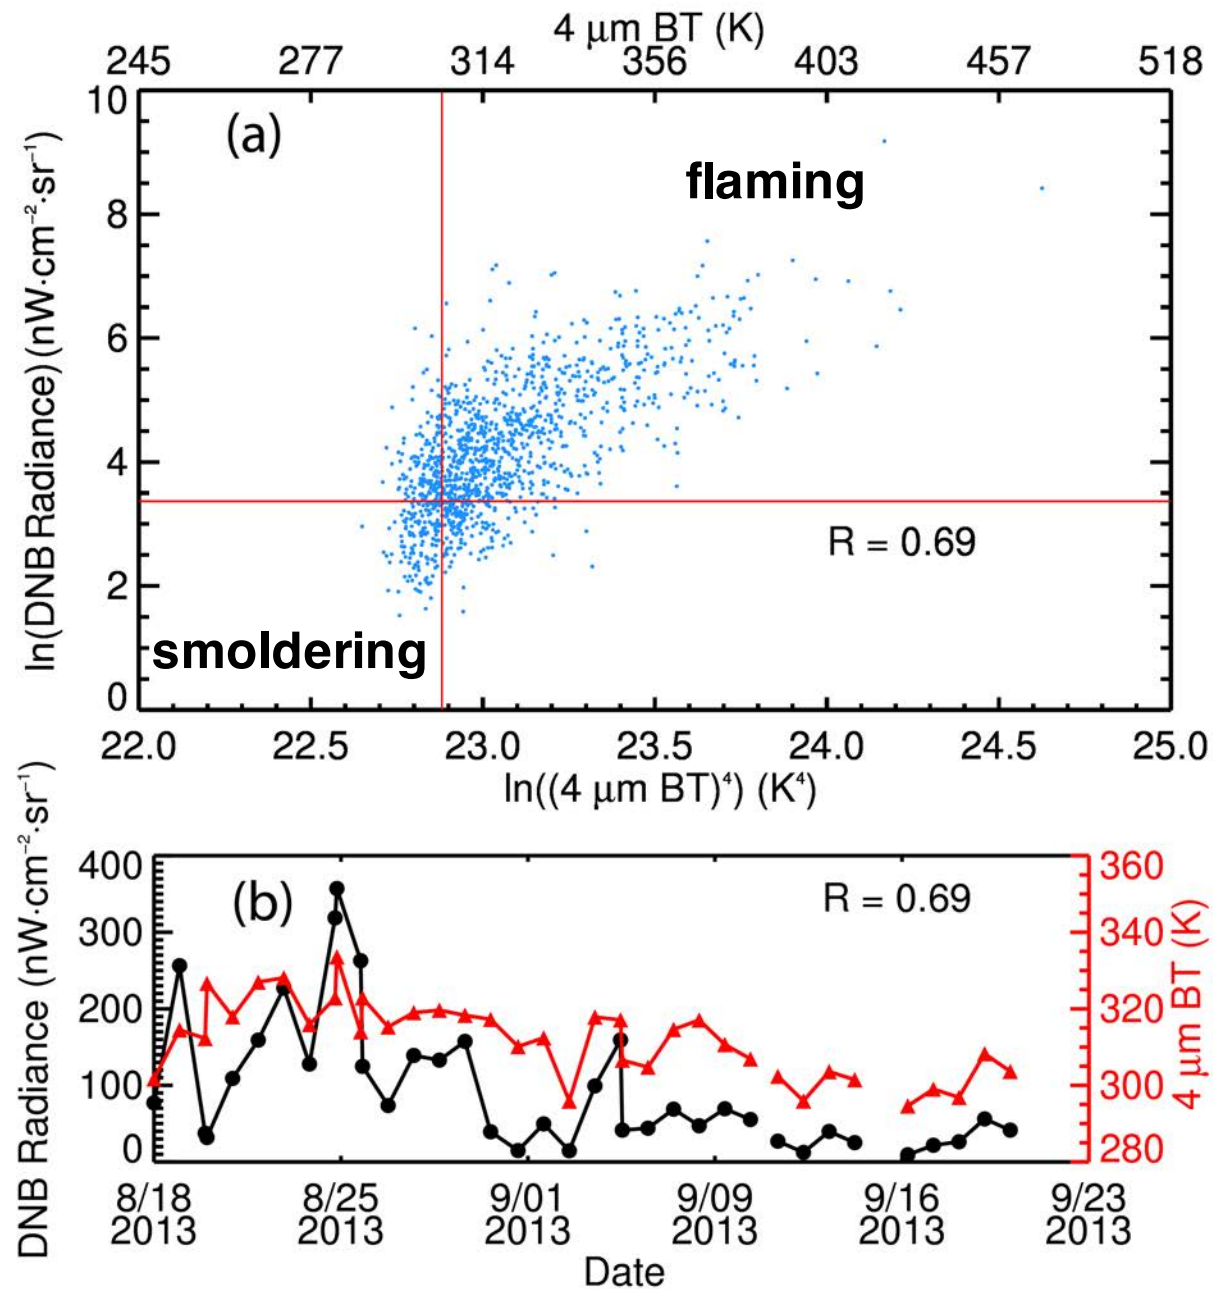 4 μm BT (K)
245 277 314 356 403 457 518
ln(DNB Radiance) (nW·cm⁻²·sr⁻¹)
10
8
6
4
2
0
(a)
flaming
R = 0.69
smoldering
22.0 22.5 23.0 23.5 24.0 24.5 25.0
ln((4 μm BT)⁴) (K⁴)
DNB Radiance (nW·cm⁻²·sr⁻¹)
400
300
200
100
0
(b)
R = 0.69
360
340
320
300
280
4 μm BT (K)
8/18 8/25 9/01 9/09 9/16 9/23
2013 2013 2013 2013 2013 2013
Date